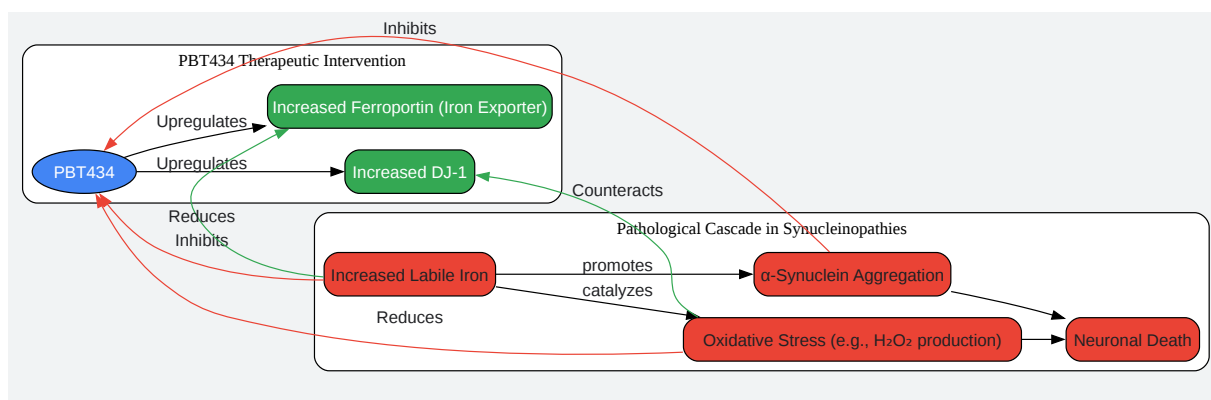 Inhibits
PBT434 Therapeutic Intervention
Increased Ferroportin (Iron Exporter)
Upregulates
Upregulates
PBT434
Increased DJ-1
Counteracts
Reduces
Inhibits
Pathological Cascade in Synucleinopathies
Increased Labile Iron
promotes
α-Synuclein Aggregation
catalyzes
Reduces
Oxidative Stress (e.g., H₂O₂ production)
Neuronal Death